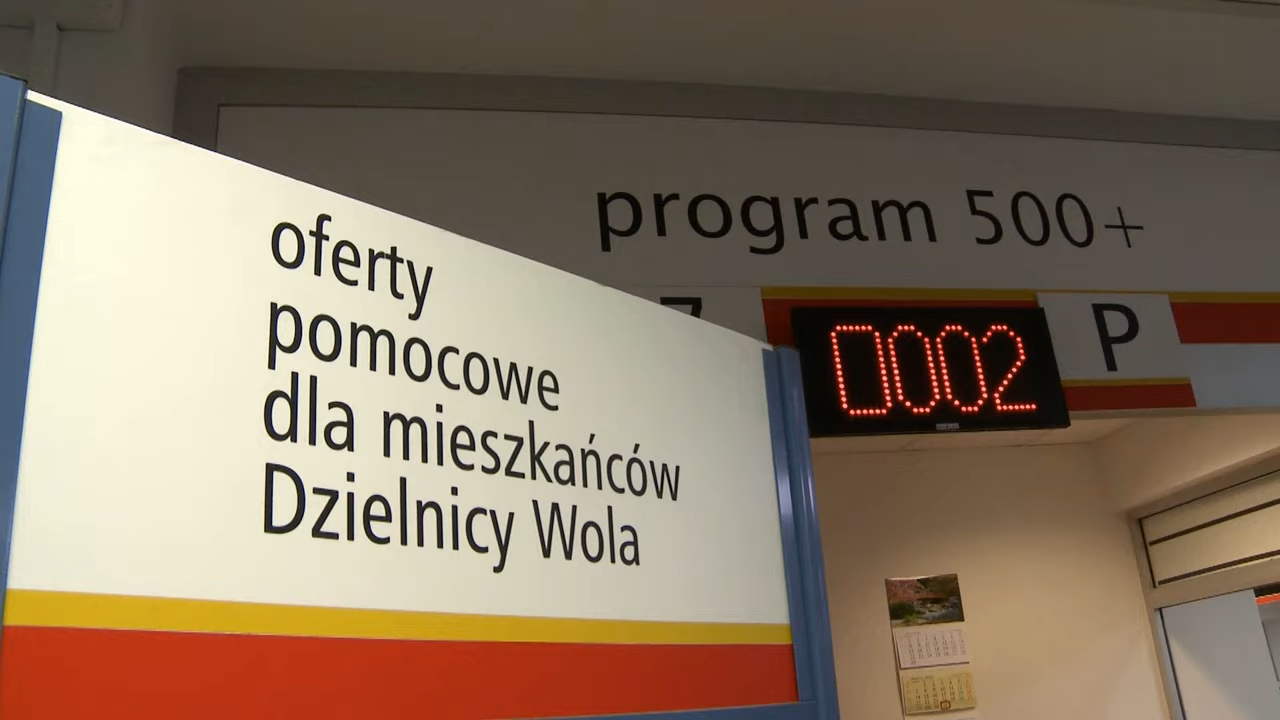 program 500+
oferty
pomocowe
dla mieszkańców
Dzielnicy Wola
0002
P